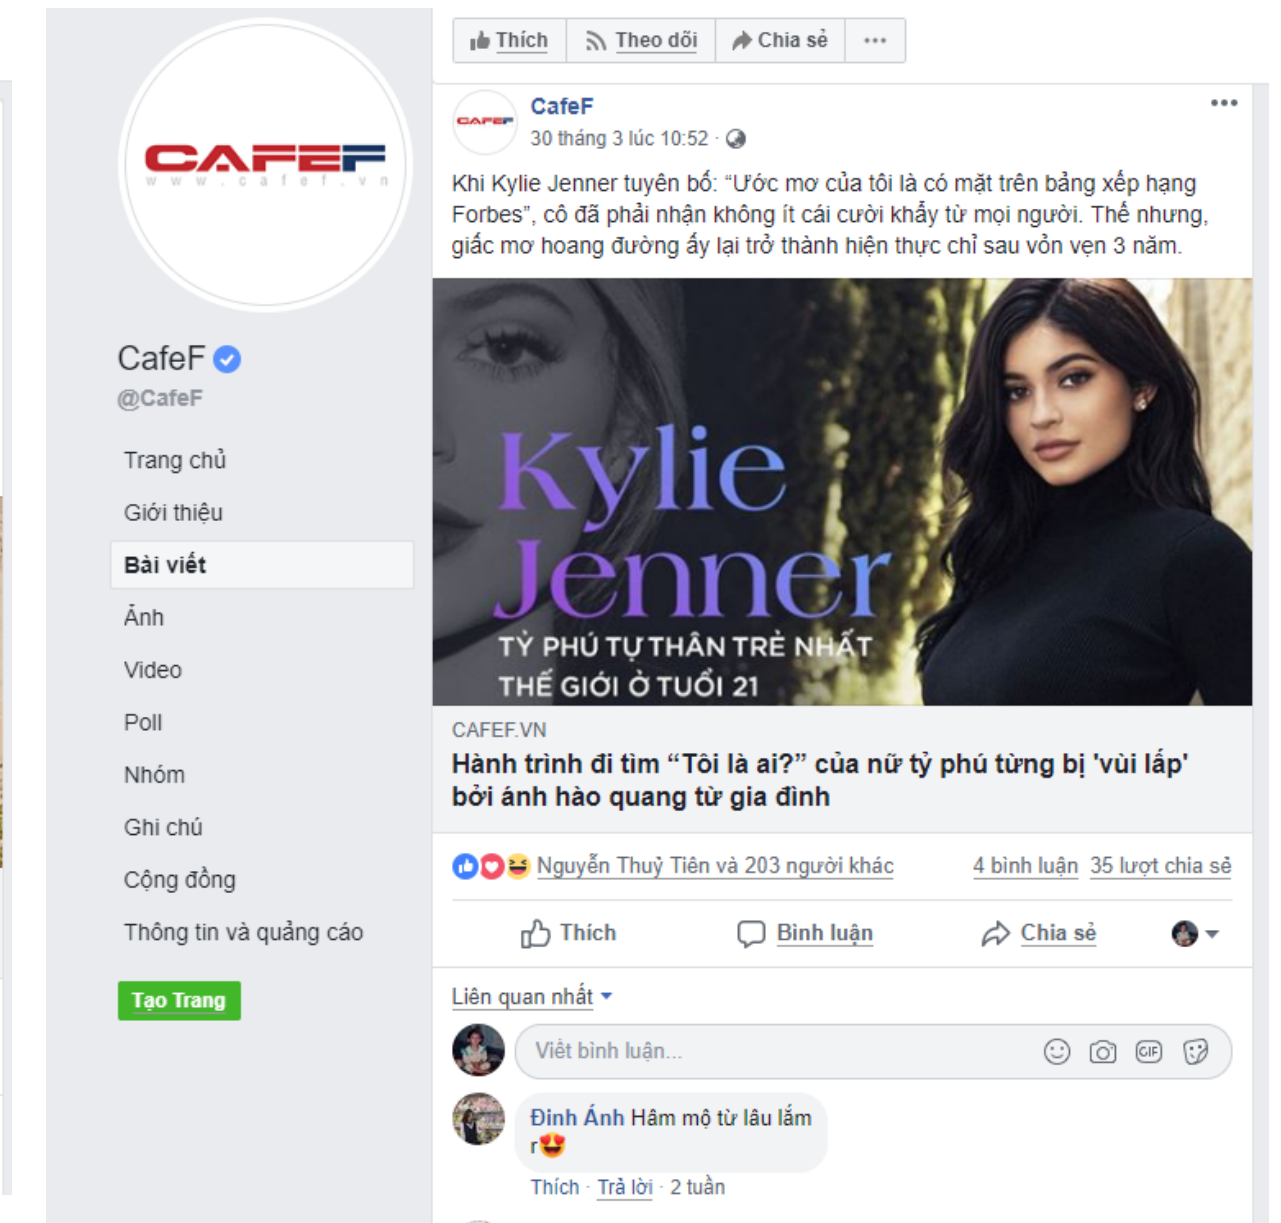 CAFEF
www.cafef.vn
CafeF
@CafeF
Trang chủ
Giới thiệu
Bài viết
Ảnh
Video
Poll
Nhóm
Ghi chú
Cộng đồng
Thông tin và quảng cáo
Tạo Trang
Thích Theo dõi Chia sẻ
CAFEF
CafeF
30 tháng 3 lúc 10:52 ·
Khi Kylie Jenner tuyên bố: “Ước mơ của tôi là có mặt trên bảng xếp hạng
Forbes”, cô đã phải nhận không ít cái cười khẩy từ mọi người. Thế nhưng,
giấc mơ hoang đường ấy lại trở thành hiện thực chỉ sau vỏn vẹn 3 năm.
Kylie
Jenner
TỶ PHÚ TỰ THÂN TRẺ NHẤT
THẾ GIỚI Ở TUỔI 21
CAFEF.VN
Hành trình đi tìm “Tôi là ai?” của nữ tỷ phú từng bị 'vùi lấp'
bởi ánh hào quang từ gia đình
Nguyễn Thuỷ Tiên và 203 người khác 4 bình luận 35 lượt chia sẻ
Thích Bình luận Chia sẻ
Liên quan nhất
Viết bình luận... GIF
Đinh Ánh Hâm mộ từ lâu lắm
r😍
Thích · Trả lời · 2 tuần